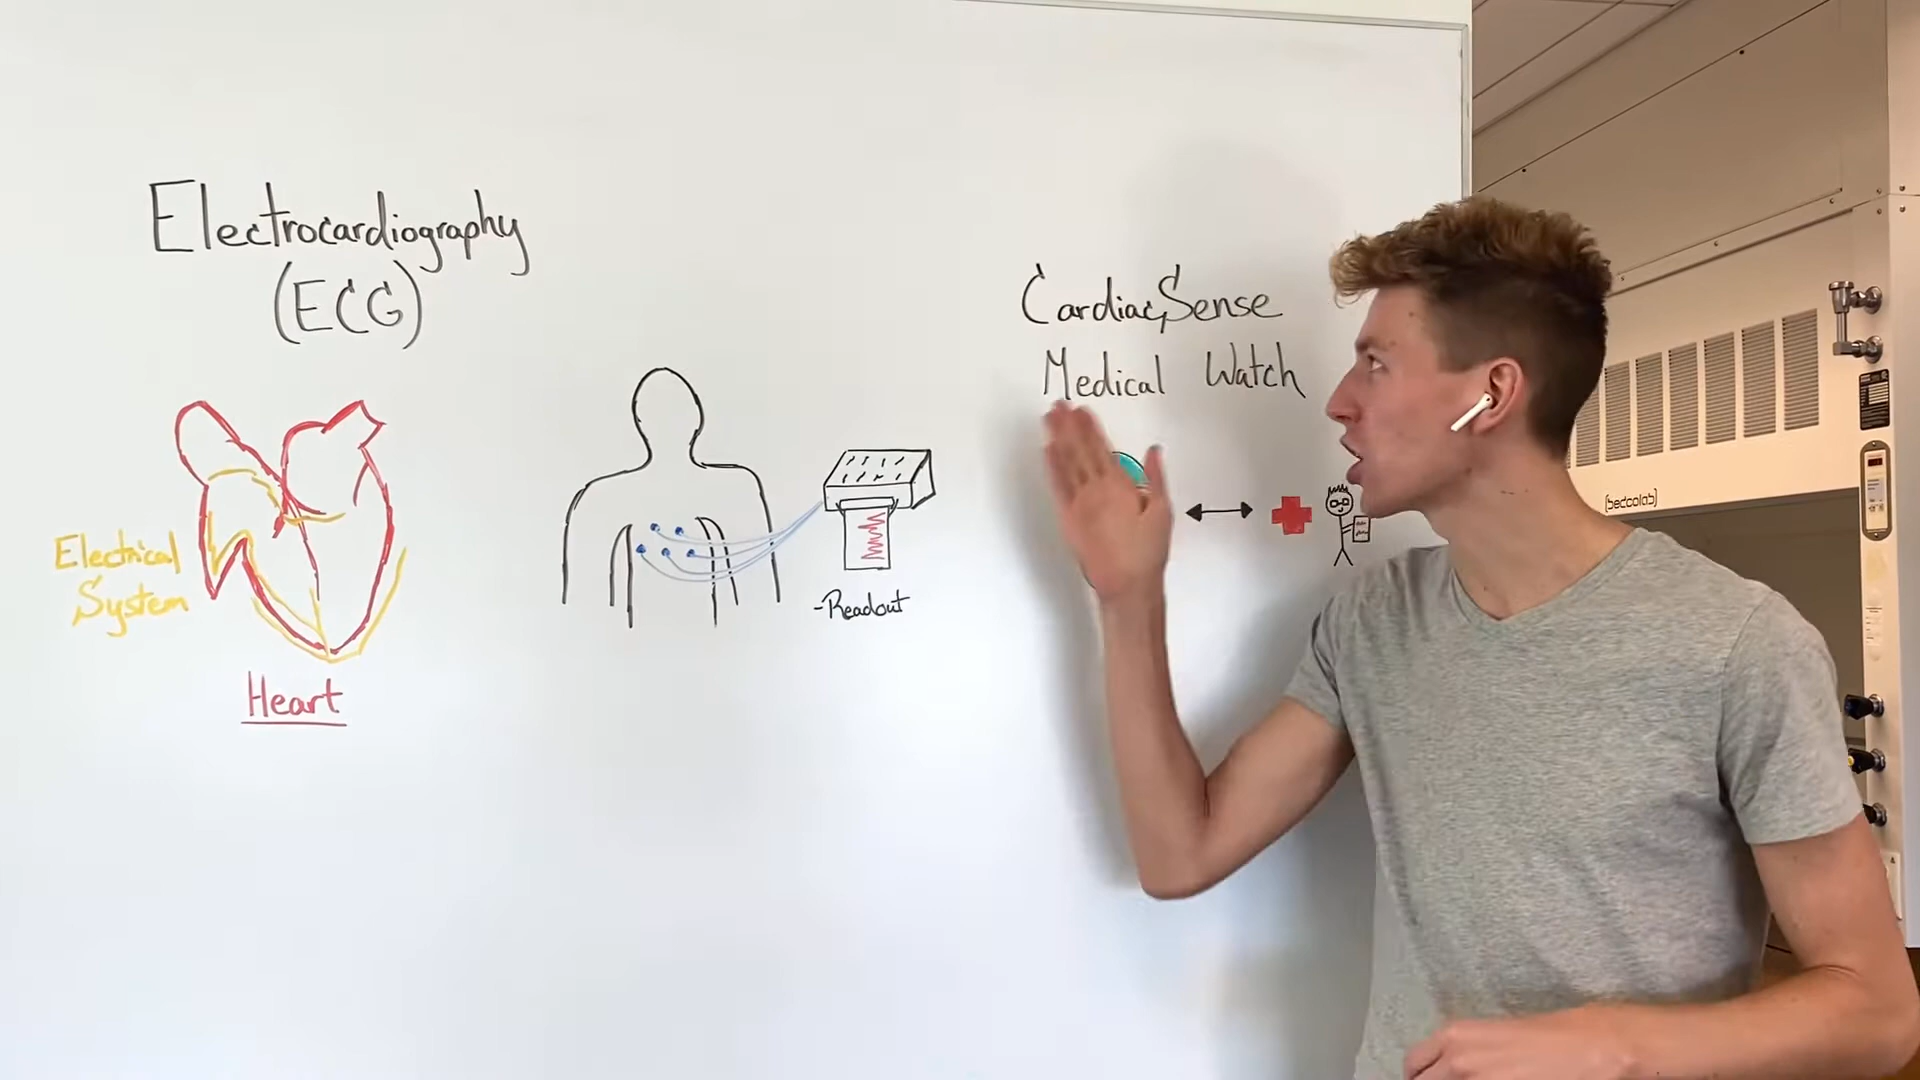 Electrocardiography
(ECG)
Electrical
System
Heart
-Readout
CardiacSense
Medical Watch
(bedcolab)